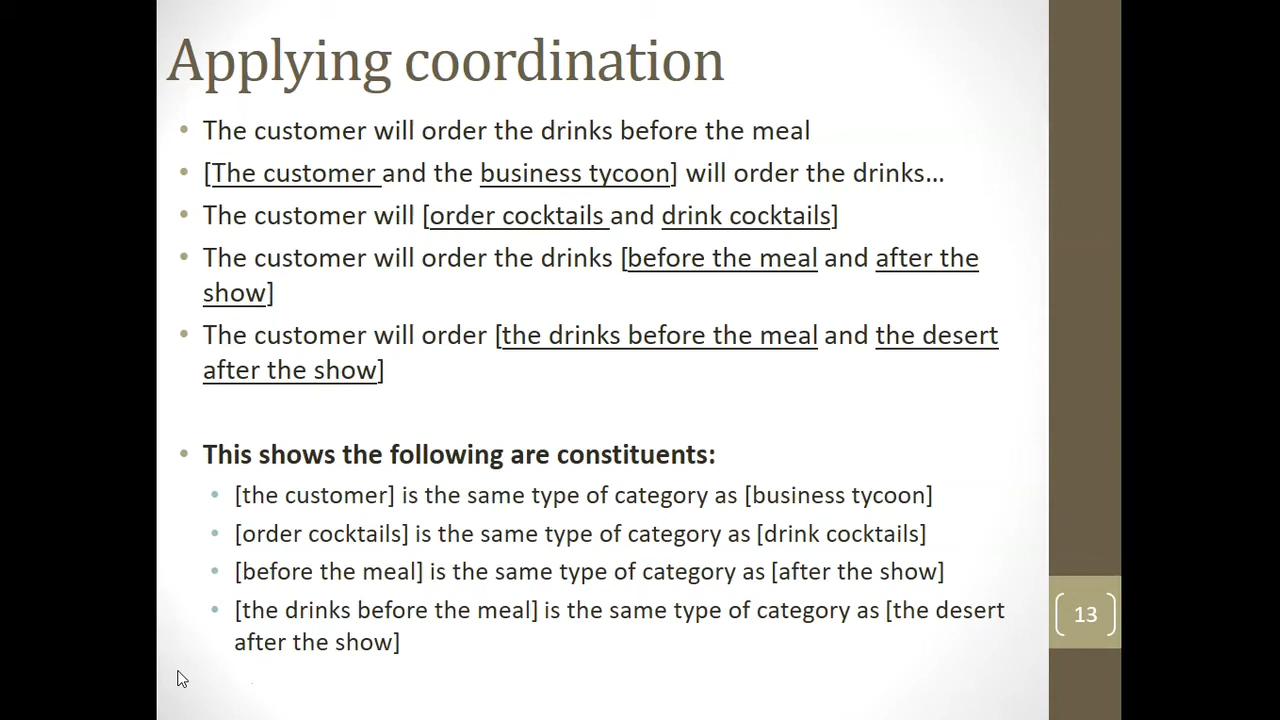 Applying coordination
• The customer will order the drinks before the meal
• [The customer and the business tycoon] will order the drinks…
• The customer will [order cocktails and drink cocktails]
• The customer will order the drinks [before the meal and after the
show]
• The customer will order [the drinks before the meal and the desert
after the show]
• This shows the following are constituents:
• [the customer] is the same type of category as [business tycoon]
• [order cocktails] is the same type of category as [drink cocktails]
• [before the meal] is the same type of category as [after the show]
• [the drinks before the meal] is the same type of category as [the desert
after the show]
13